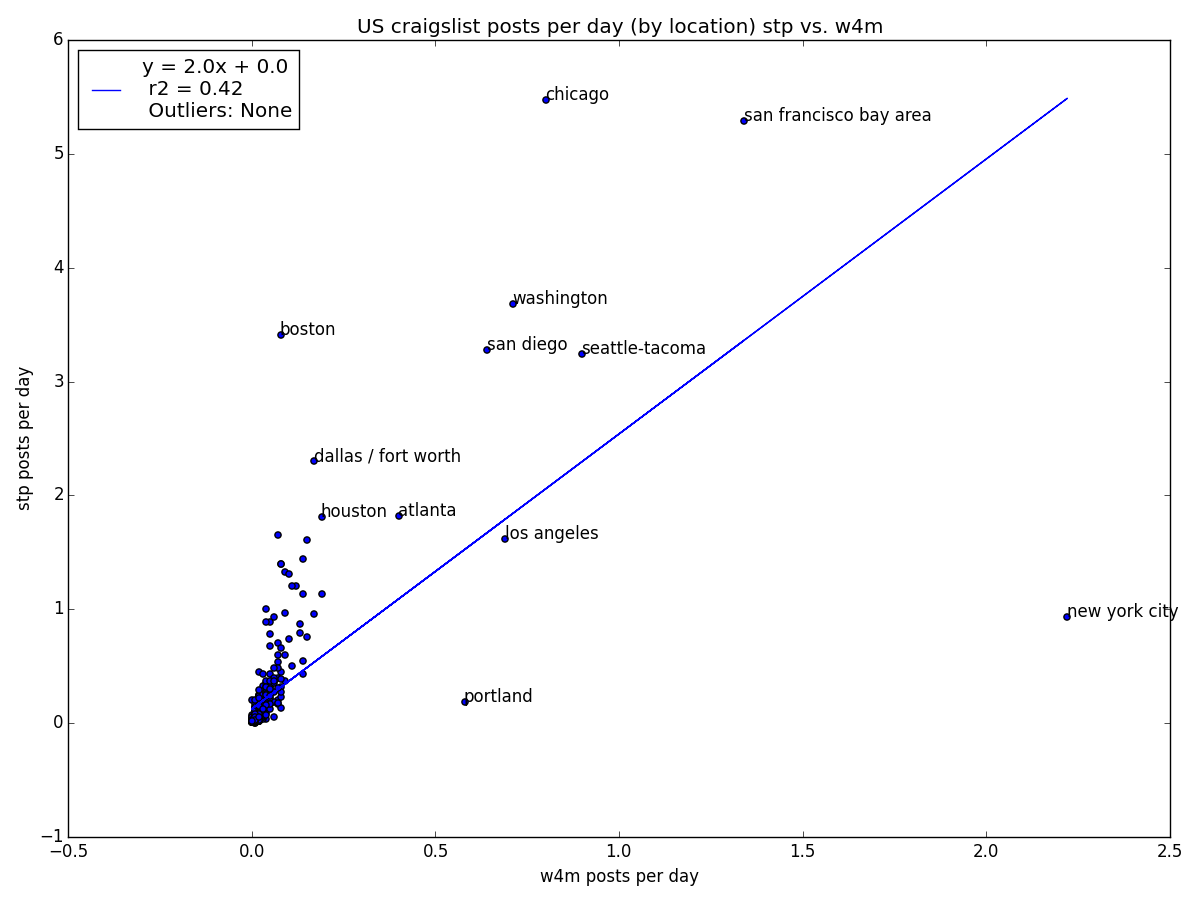 US craigslist posts per day (by location) stp vs. w4m
y = 2.0x + 0.0
r2 = 0.42
Outliers: None
chicago
san francisco bay area
washington
boston
san diego
seattle-tacoma
dallas / fort worth
houston
atlanta
los angeles
new york city
portland
stp posts per day
6
5
4
3
2
1
0
−1
−0.5
0.0
0.5
1.0
1.5
2.0
2.5
w4m posts per day